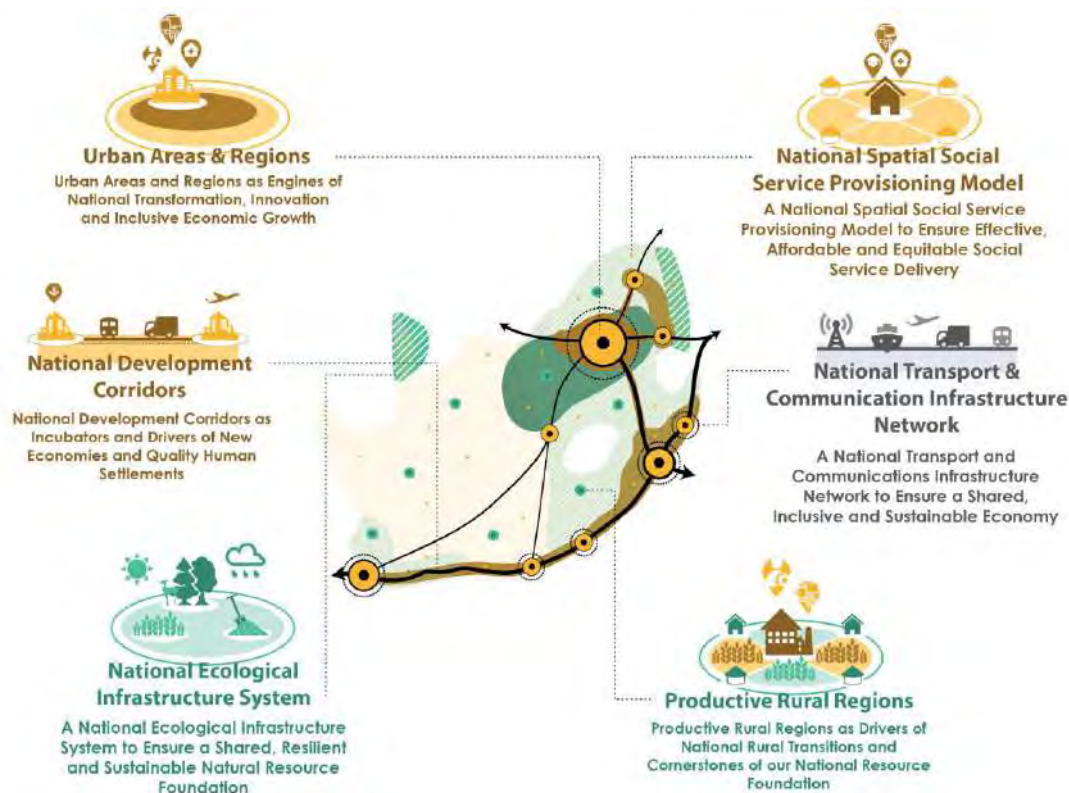 Urban Areas & Regions
Urban Areas and Regions as Engines of
National Transformation, Innovation
and Inclusive Economic Growth
National Spatial Social
Service Provisioning Model
A National Spatial Social Service
Provisioning Model to Ensure Effective,
Affordable and Equitable Social
Service Delivery
National Development
Corridors
National Development Corridors as
Incubators and Drivers of New
Economies and Quality Human
Settlements
National Transport &
Communication Infrastructure
Network
A National Transport and
Communications Infrastructure
Network to Ensure a Shared,
Inclusive and Sustainable Economy
National Ecological
Infrastructure System
A National Ecological Infrastructure
System to Ensure a Shared, Resilient
and Sustainable Natural Resource
Foundation
Productive Rural Regions
Productive Rural Regions as Drivers of
National Rural Transitions and
Cornerstones of our National Resource
Foundation